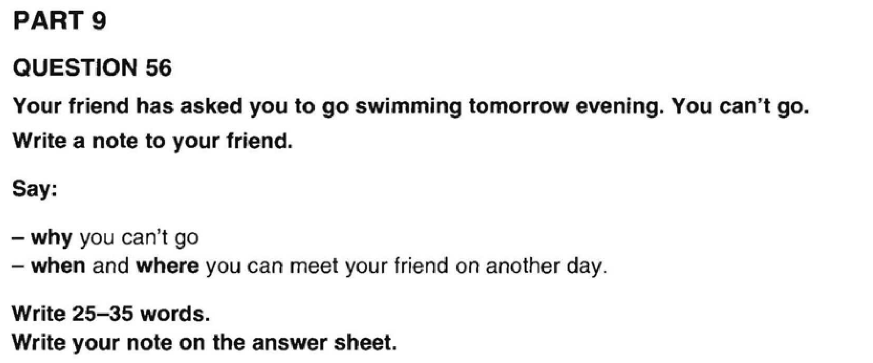 PART 9
QUESTION 56
Your friend has asked you to go swimming tomorrow evening. You can't go.
Write a note to your friend.
Say:
– why you can't go
– when and where you can meet your friend on another day.
Write 25–35 words.
Write your note on the answer sheet.